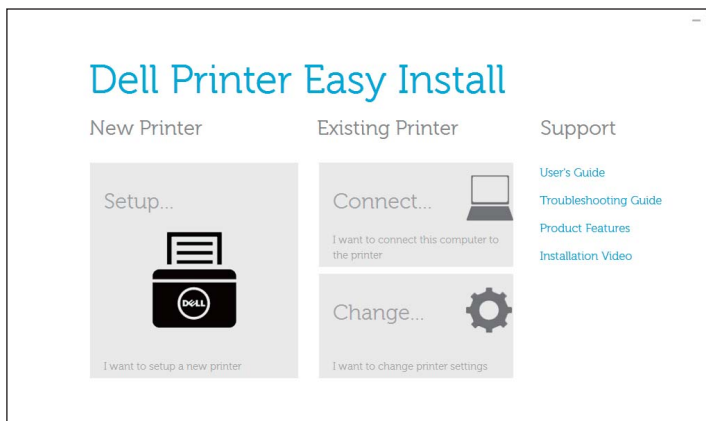 Dell Printer Easy Install
New Printer
Existing Printer
Support
Setup...
DELL
I want to setup a new printer
Connect...
I want to connect this computer to
the printer
Change...
I want to change printer settings
User's Guide
Troubleshooting Guide
Product Features
Installation Video